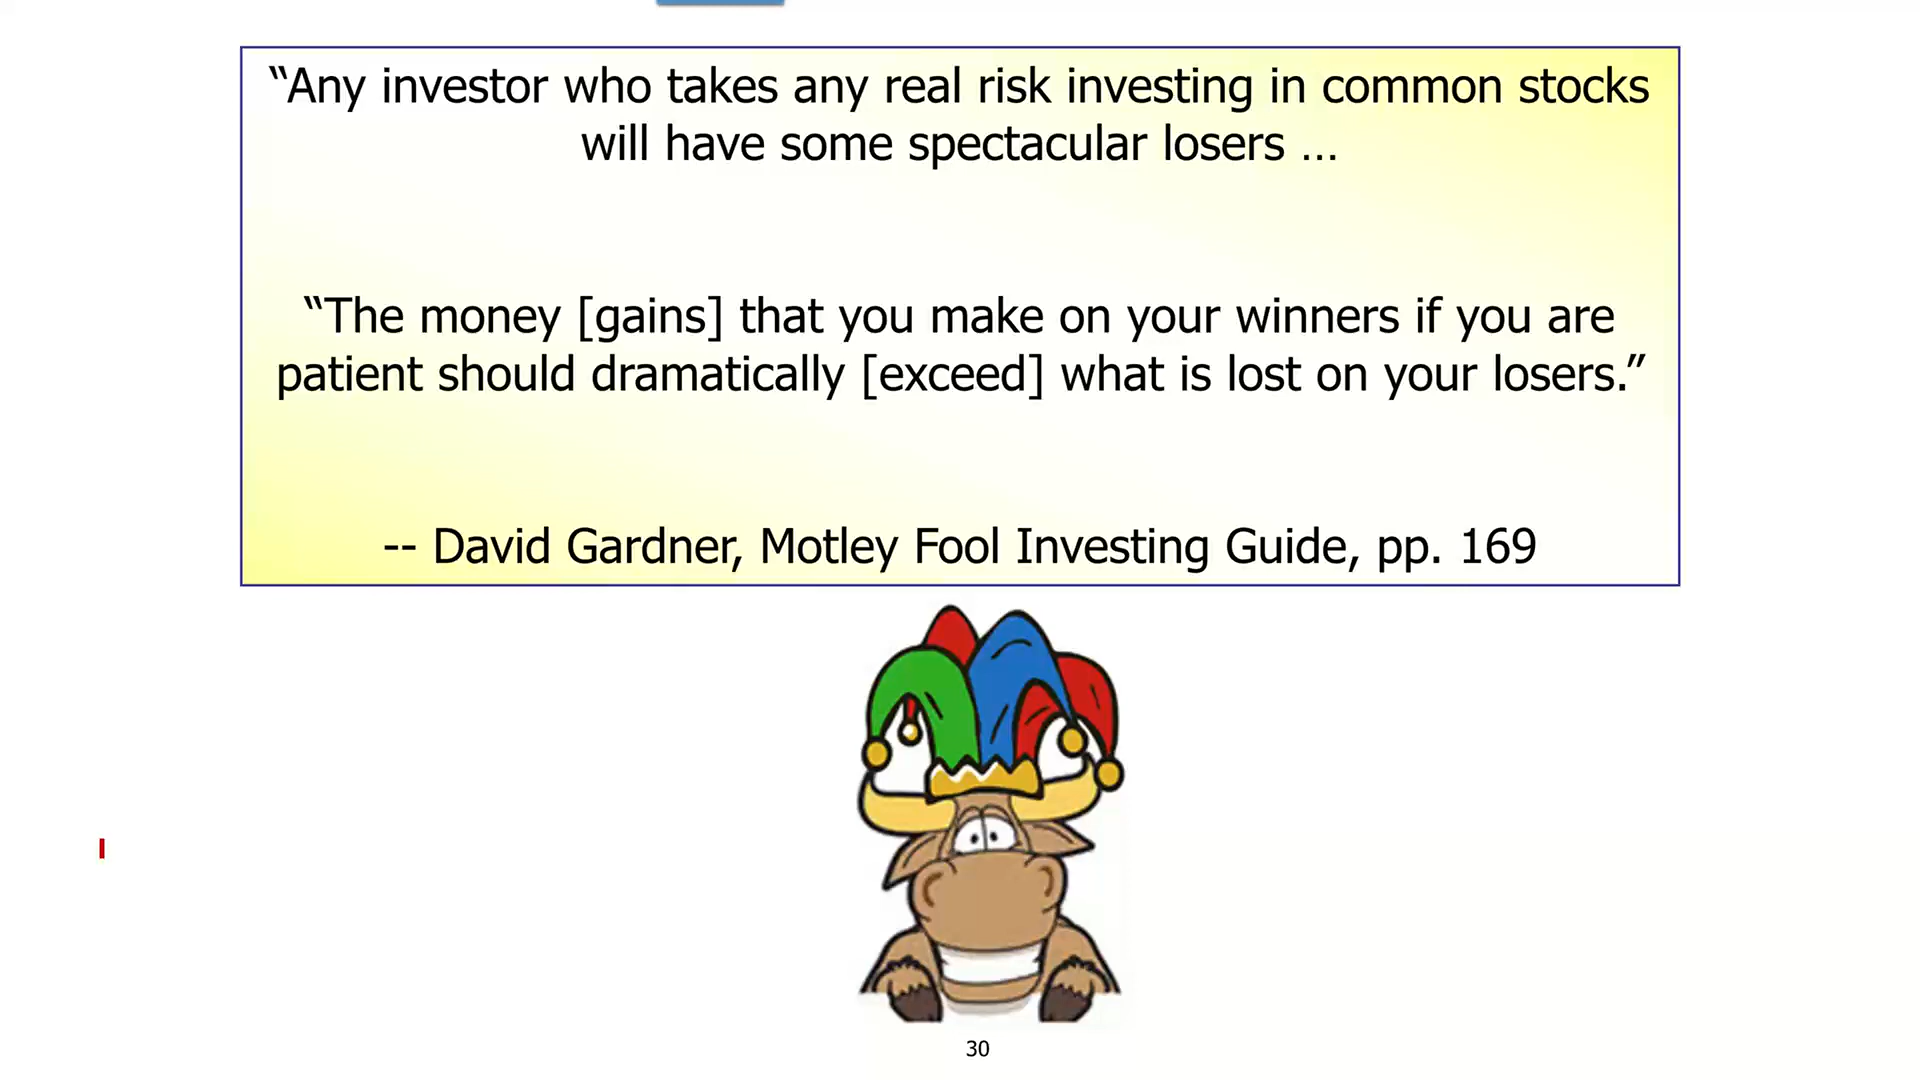 “Any investor who takes any real risk investing in common stocks
will have some spectacular losers …
“The money [gains] that you make on your winners if you are
patient should dramatically [exceed] what is lost on your losers.”
-- David Gardner, Motley Fool Investing Guide, pp. 169
30